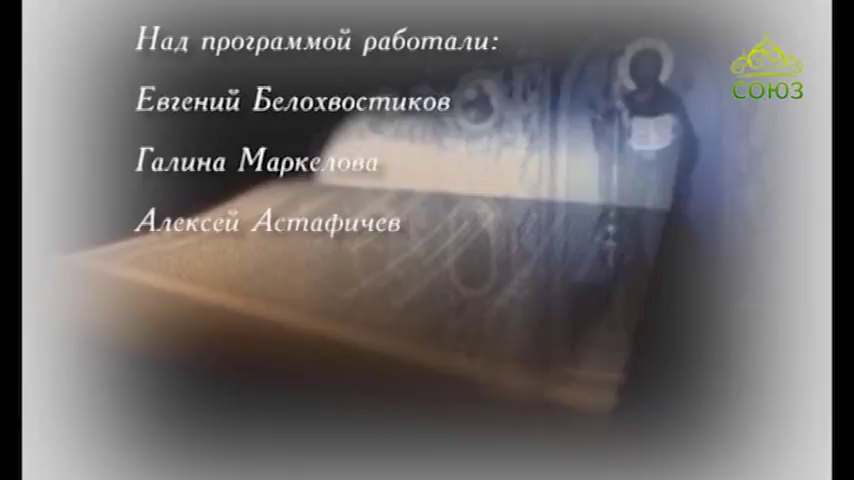 Над программой работали:
Евгений Белохвостиков
Галина Маркелова
Алексей Астафичев
СОЮЗ